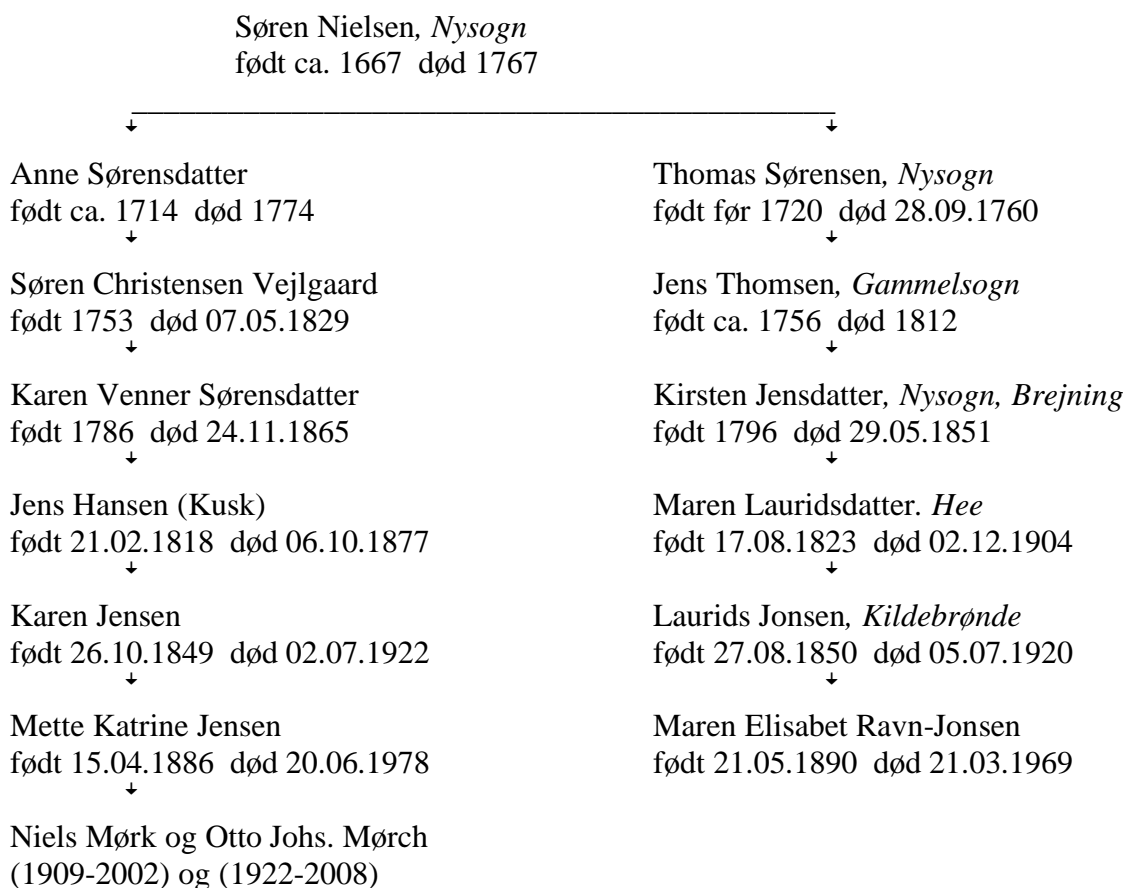 Søren Nielsen, Nysogn
født ca. 1667 død 1767
Anne Sørensdatter
født ca. 1714 død 1774
Thomas Sørensen, Nysogn
født før 1720 død 28.09.1760
Søren Christensen Vejlgaard
født 1753 død 07.05.1829
Jens Thomsen, Gammelsogn
født ca. 1756 død 1812
Karen Venner Sørensdatter
født 1786 død 24.11.1865
Kirsten Jensdatter, Nysogn, Brejning
født 1796 død 29.05.1851
Jens Hansen (Kusk)
født 21.02.1818 død 06.10.1877
Maren Lauridsdatter. Hee
født 17.08.1823 død 02.12.1904
Karen Jensen
født 26.10.1849 død 02.07.1922
Laurids Jonsen, Kildebrønde
født 27.08.1850 død 05.07.1920
Mette Katrine Jensen
født 15.04.1886 død 20.06.1978
Maren Elisabet Ravn-Jonsen
født 21.05.1890 død 21.03.1969
Niels Mørk og Otto Johs. Mørch
(1909-2002) og (1922-2008)